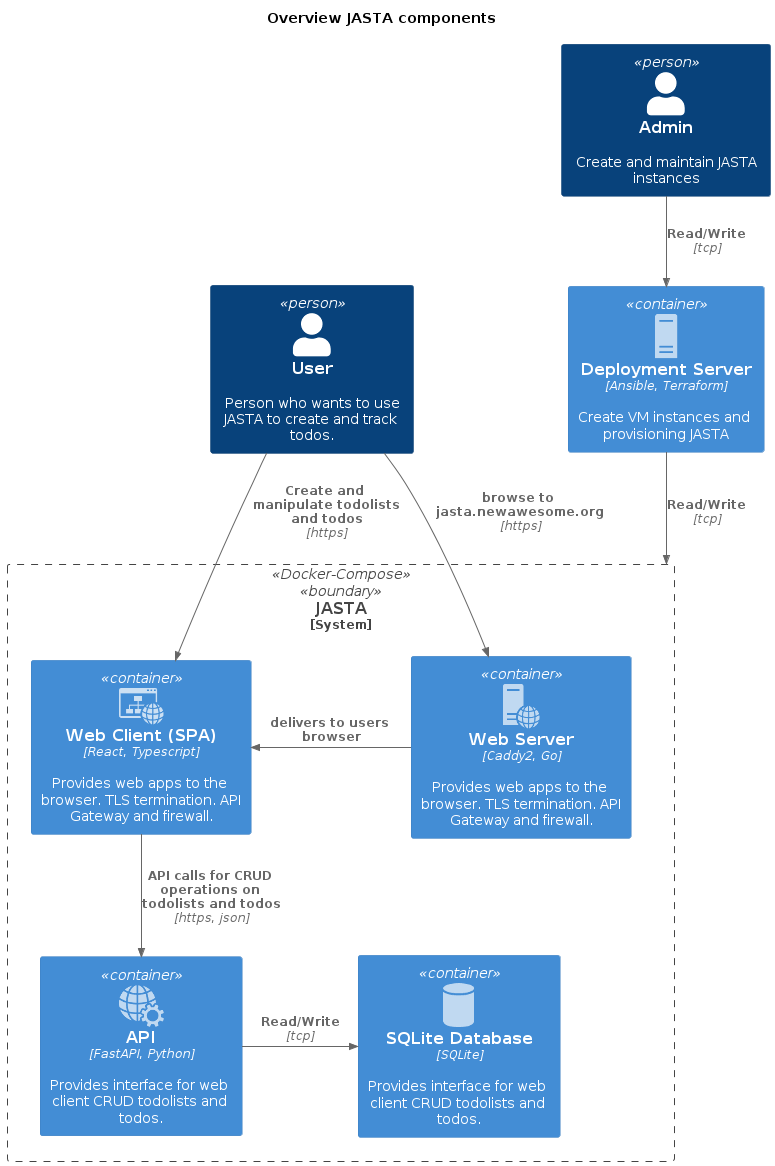 Overview JASTA components
«person»
Admin
Create and maintain JASTA
instances
Read/Write
[tcp]
«person»
User
Person who wants to use
JASTA to create and track
todos.
«container»
Deployment Server
[Ansible, Terraform]
Create VM instances and
provisioning JASTA
Create and
manipulate todolists
and todos
[https]
browse to
jasta.newawesome.org
[https]
Read/Write
[tcp]
«Docker-Compose»
«boundary»
JASTA
[System]
«container»
Web Client (SPA)
[React, Typescript]
Provides web apps to the
browser. TLS termination. API
Gateway and firewall.
delivers to users
browser
«container»
Web Server
[Caddy2, Go]
Provides web apps to the
browser. TLS termination. API
Gateway and firewall.
API calls for CRUD
operations on
todolists and todos
[https, json]
«container»
API
[FastAPI, Python]
Provides interface for web
client CRUD todolists and
todos.
Read/Write
[tcp]
«container»
SQLite Database
[SQLite]
Provides interface for web
client CRUD todolists and
todos.